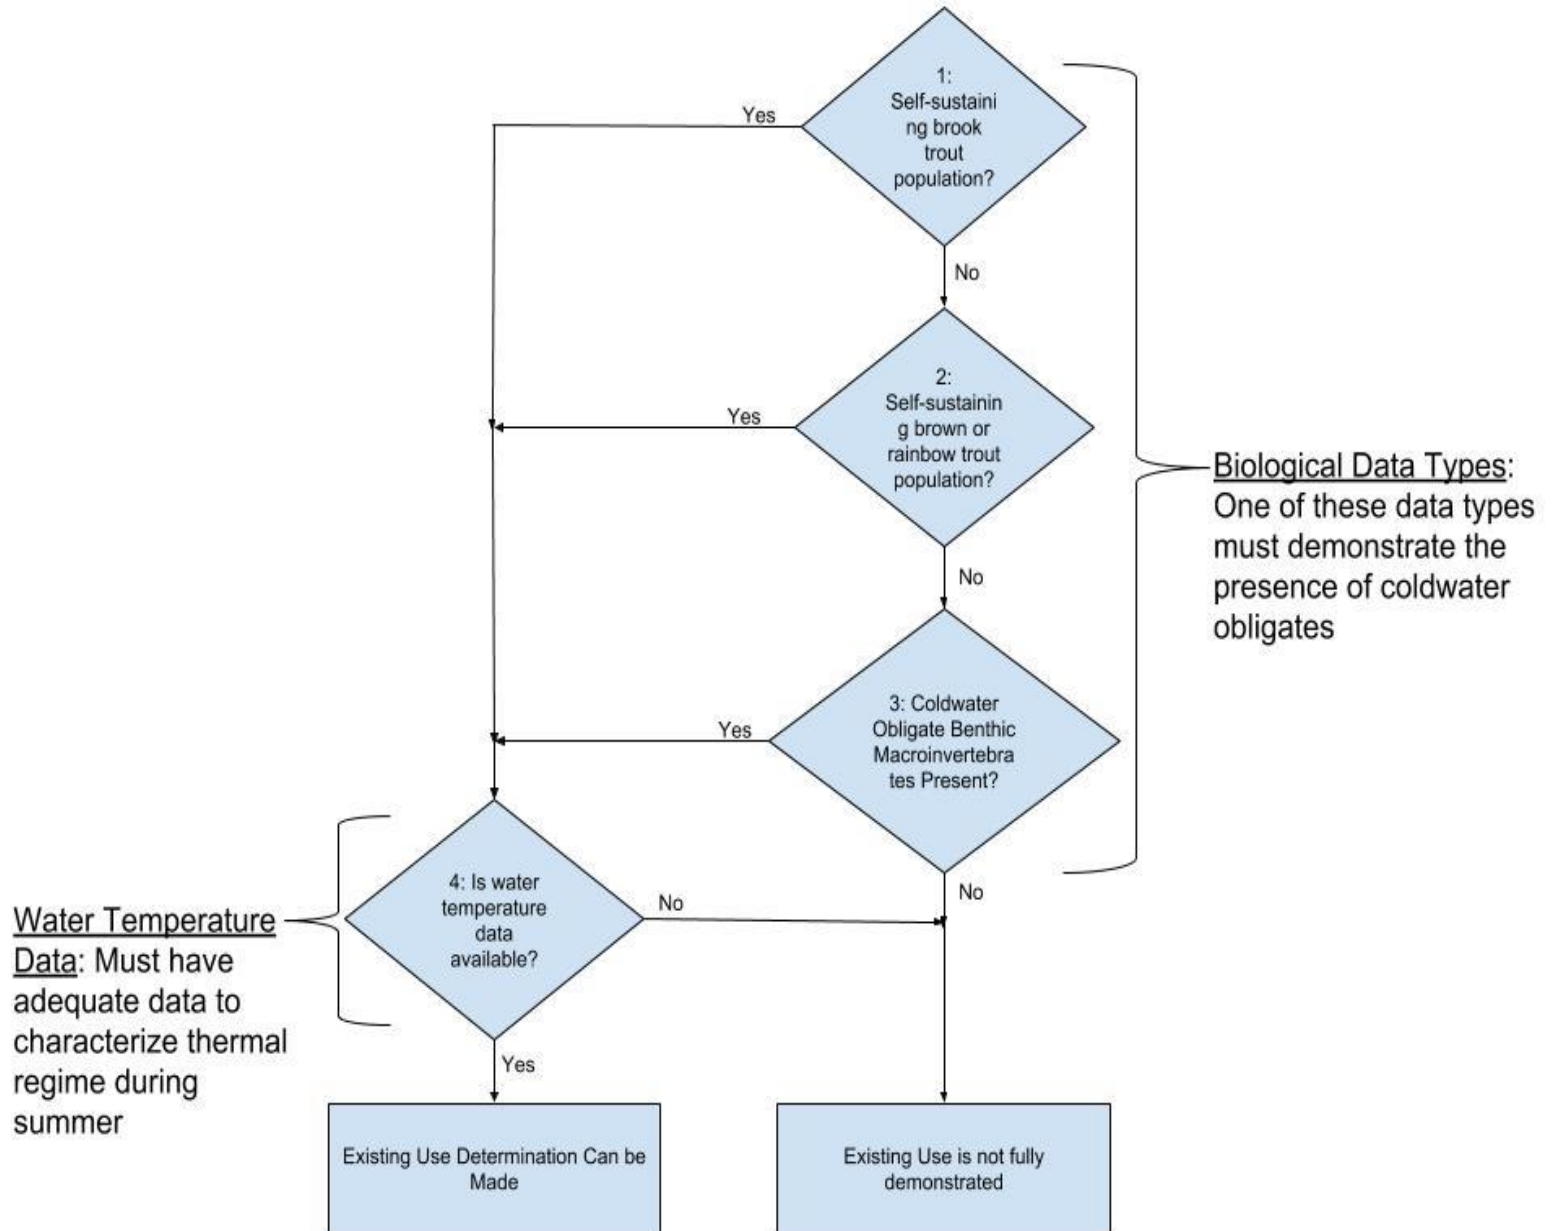 1:
Self-sustaini
ng brook
trout
population?
Yes
No
2:
Self-sustainin
g brown or
rainbow trout
population?
Yes
No
Biological Data Types:
One of these data types
must demonstrate the
presence of coldwater
obligates
3: Coldwater
Obligate Benthic
Macroinvertebra
tes Present?
Yes
No
4: Is water
temperature
data
available?
No
Yes
Water Temperature
Data: Must have
adequate data to
characterize thermal
regime during
summer
Existing Use Determination Can be
Made
Existing Use is not fully
demonstrated